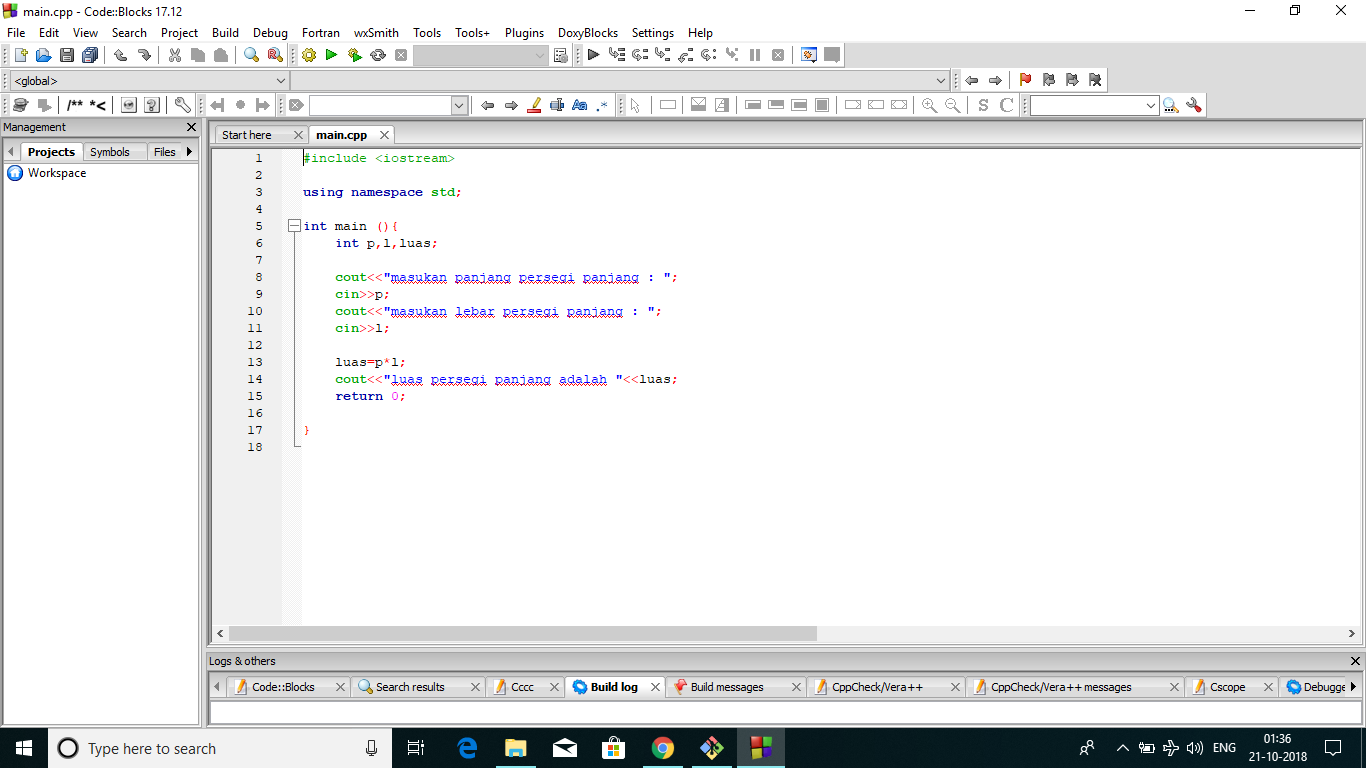 main.cpp - Code::Blocks 17.12
File Edit View Search Project Build Debug Fortran wxSmith Tools Tools+ Plugins DoxyBlocks Settings Help
<global>
/** *<
S C
Management
Projects Symbols Files
Workspace
Start here main.cpp
1 #include <iostream>
2
3 using namespace std;
4
5 int main (){
6 int p,l,luas;
7
8 cout<<"masukan panjang persegi panjang : ";
9 cin>>p;
10 cout<<"masukan lebar persegi panjang : ";
11 cin>>l;
12
13 luas=p*l;
14 cout<<"luas persegi panjang adalah "<<luas;
15 return 0;
16
17 }
18
Logs & others
Code::Blocks Search results Cccc Build log Build messages CppCheck/Vera++ CppCheck/Vera++ messages Cscope Debugge
Type here to search
ENG
01:36
21-10-2018